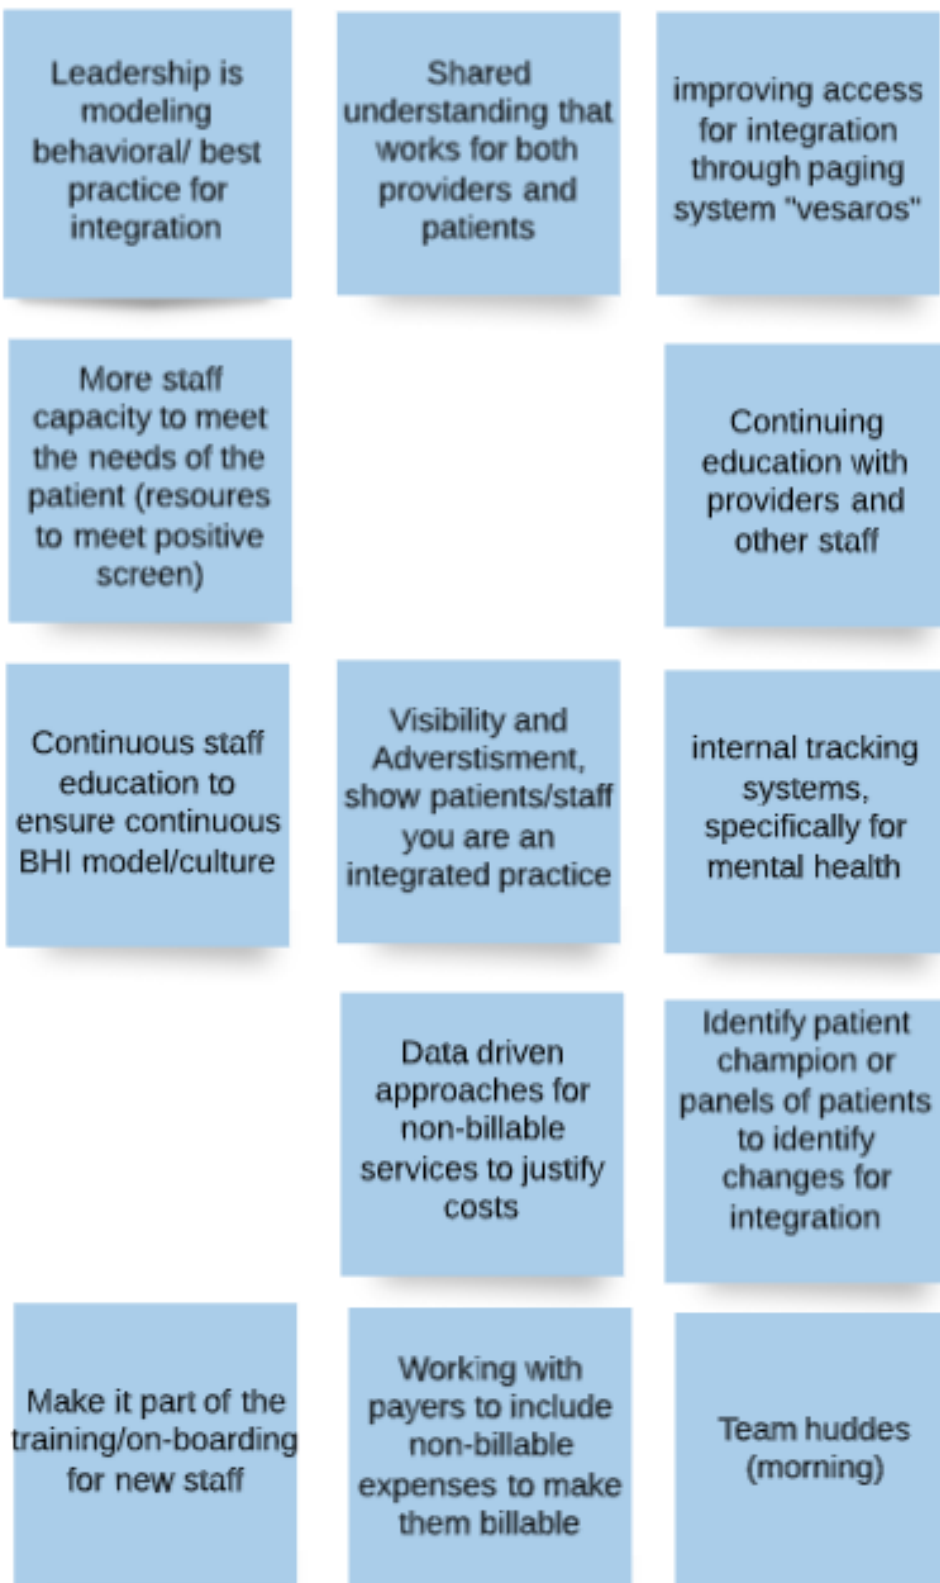 Leadership is
modeling
behavioral/ best
practice for
integration
Shared
understanding that
works for both
providers and
patients
improving access
for integration
through paging
system "vesaros"
More staff
capacity to meet
the needs of the
patient (resoures
to meet positive
screen)
Continuing
education with
providers and
other staff
Continuous staff
education to
ensure continuous
BHI model/culture
Visibility and
Adverstisment,
show patients/staff
you are an
integrated practice
internal tracking
systems,
specifically for
mental health
Data driven
approaches for
non-billable
services to justify
costs
Identify patient
champion or
panels of patients
to identify
changes for
integration
Make it part of the
training/on-boarding
for new staff
Working with
payers to include
non-billable
expenses to make
them billable
Team huddes
(morning)